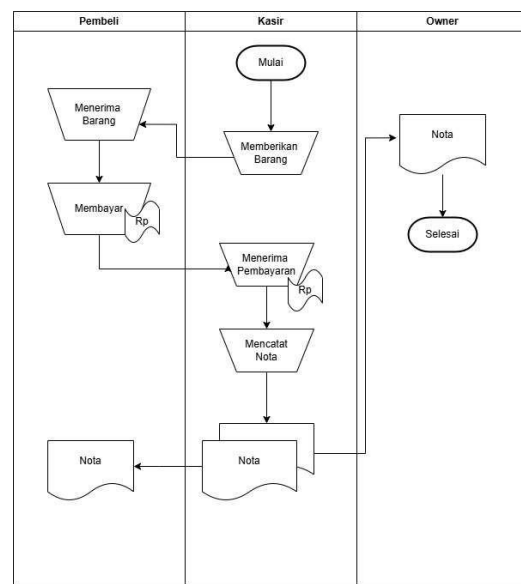 Pembeli
Kasir
Owner
Mulai
Menerima
Barang
Memberikan
Barang
Nota
Membayar
Rp
Selesai
Menerima
Pembayaran
Rp
Mencatat
Nota
Nota
Nota